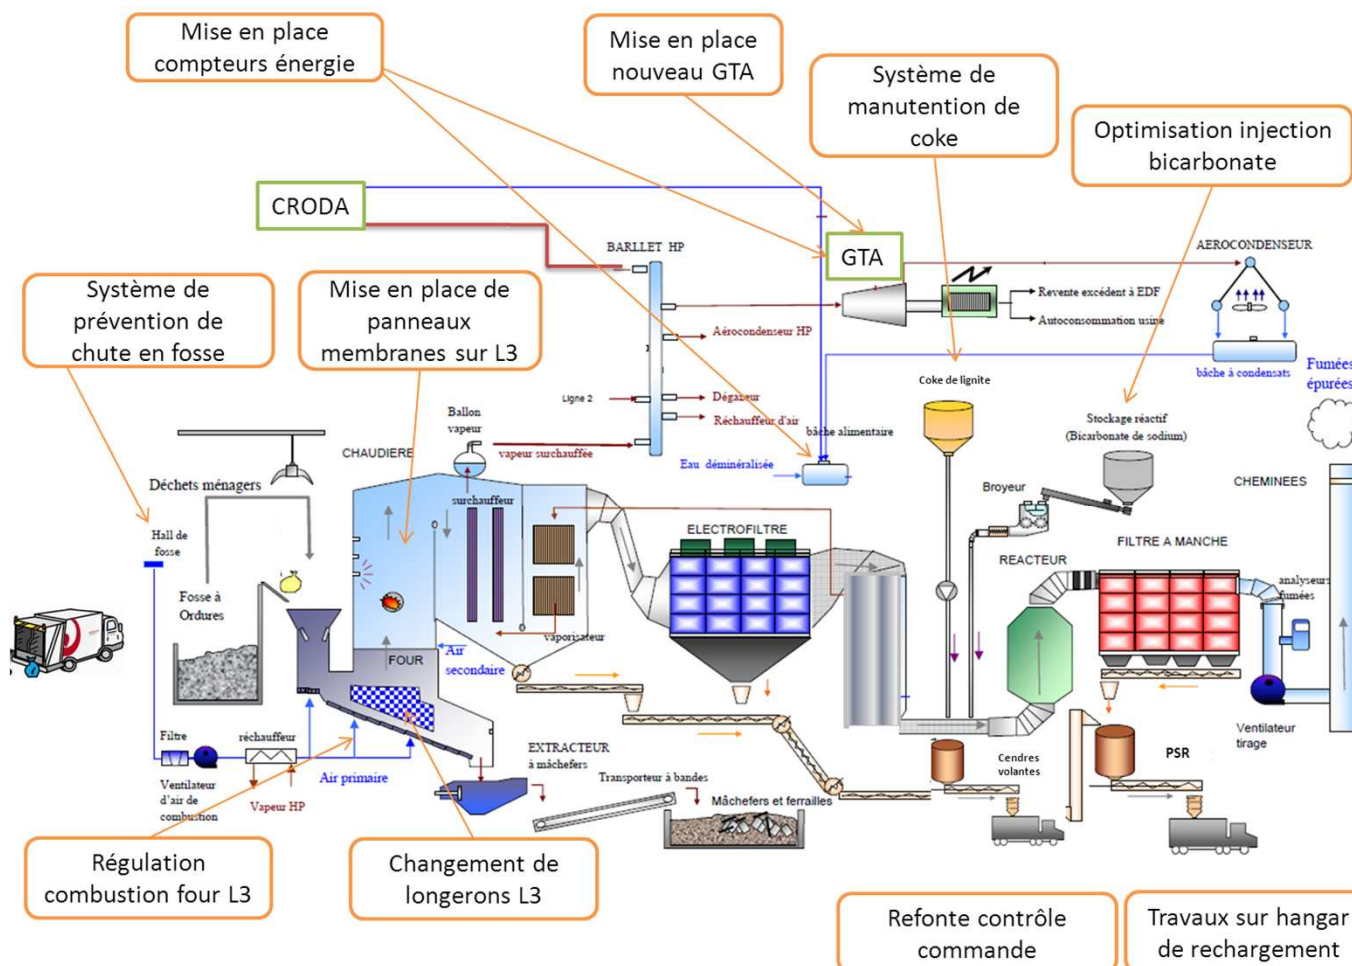 Mise en place
compteurs énergie
Mise en place
nouveau GTA
Système de
manutention de
coke
Optimisation injection
bicarbonate
CRODA
BARLLET HP
GTA
AEROCONDENSEUR
Système de
prévention de
chute en fosse
Mise en place de
panneaux
membranes sur L3
Revente excédent à EDF
Autoconsommation usine
Aérocondenseur HP
bâche à condensats
Fumées
épurées
Coke de lignite
Ligne 2
Dégazeur
Réchauffeur d'air
Ballon
vapeur
vapeur surchauffée
bâche alimentaire
Eau déminéralisée
Stockage réactif
(Bicarbonate de sodium)
CHAUDIERE
Déchets ménagers
surchauffeur
Broyeur
CHEMINEES
Hall de
fosse
ELECTROFILTRE
FILTRE A MANCHE
REACTEUR
Fosse à
Ordures
analyseurs
fumées
vaporisateur
FOUR
Air
secondaire
Filtre
réchauffeur
Air primaire
Ventilateur
d'air de
combustion
Vapeur HP
EXTRACTEUR
à mâchefers
Transporteur à bandes
Mâchefers et ferrailles
Cendres
volantes
PSR
Ventilateur
tirage
Régulation
combustion four L3
Changement de
longerons L3
Refonte contrôle
commande
Travaux sur hangar
de rechargement